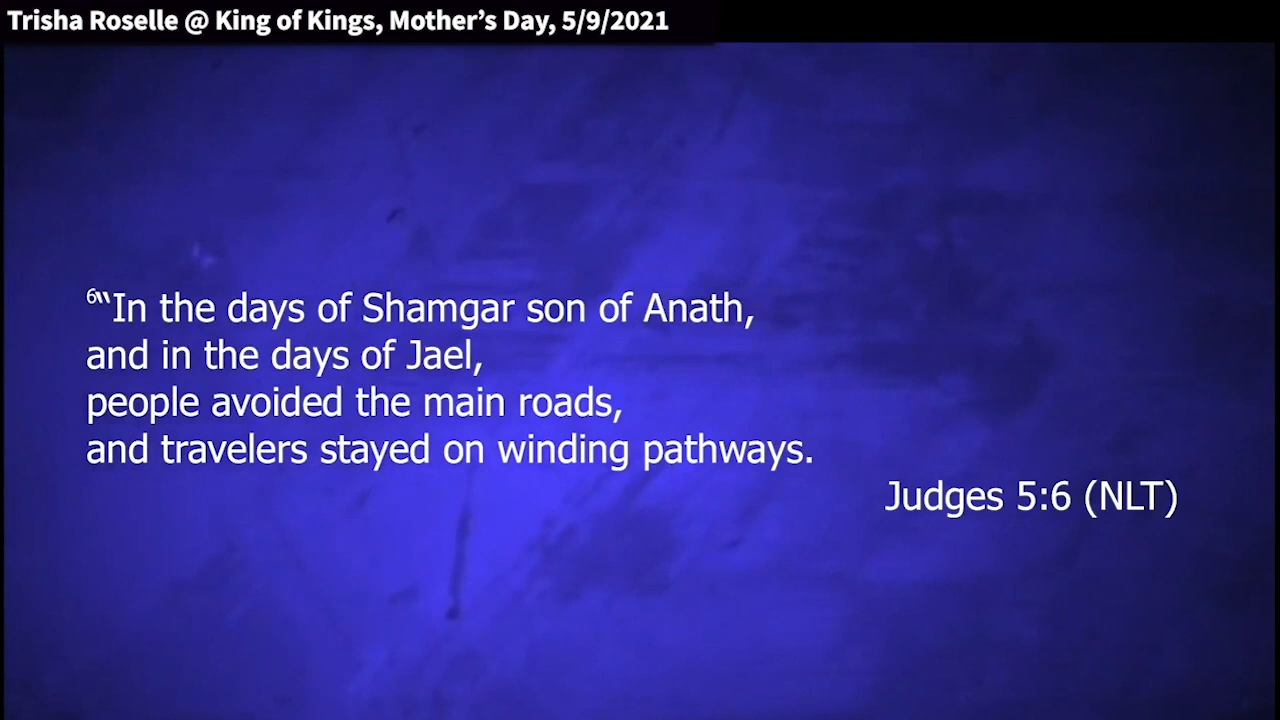 Trisha Roselle @ King of Kings, Mother’s Day, 5/9/2021
⁶“In the days of Shamgar son of Anath,
and in the days of Jael,
people avoided the main roads,
and travelers stayed on winding pathways.
Judges 5:6 (NLT)